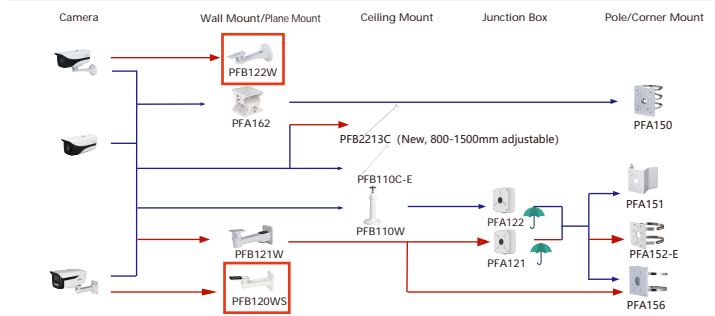 Camera Wall Mount/Plane Mount Ceiling Mount Junction Box Pole/Corner Mount
PFB122W
PFA162
PFA150
PFB2213C (New, 800-1500mm adjustable)
PFB110C-E
PFA151
PFA122
PFB110W
PFB121W
PFA121
PFA152-E
PFB120WS
PFA156